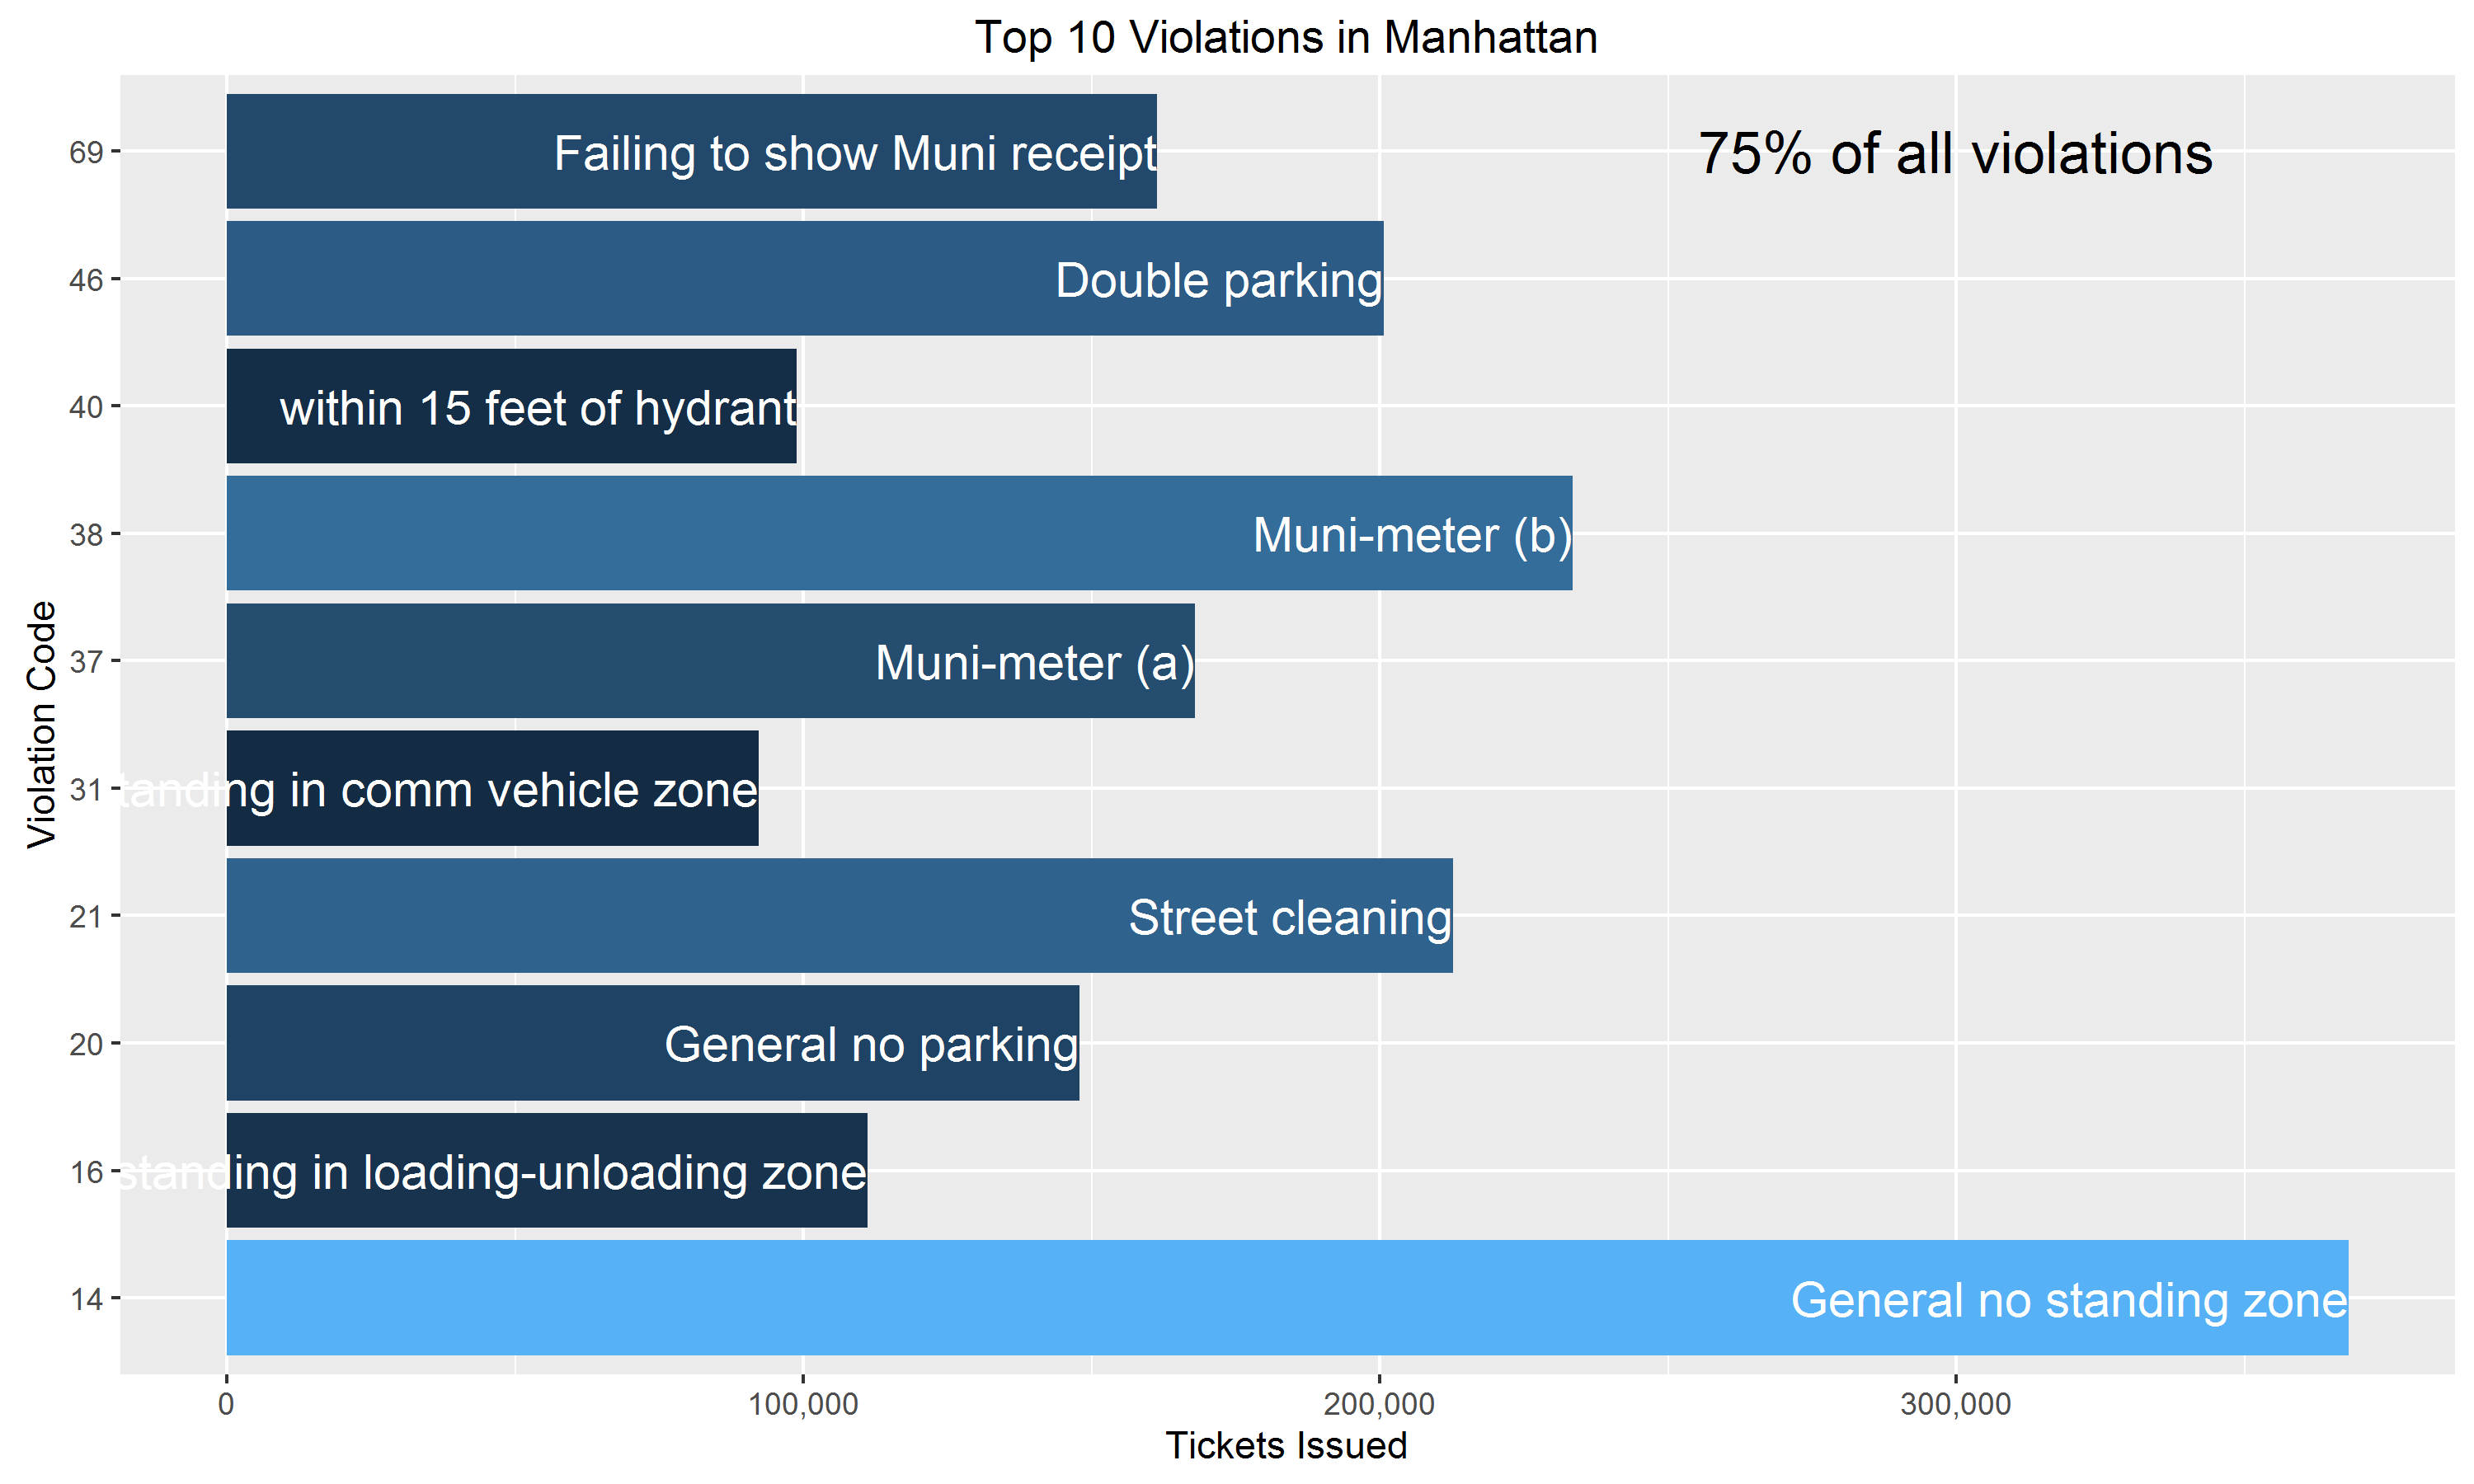 Top 10 Violations in Manhattan
75% of all violations
Violation Code
69 Failing to show Muni receipt
46 Double parking
40 within 15 feet of hydrant
38 Muni-meter (b)
37 Muni-meter (a)
31 in comm vehicle zone
21 Street cleaning
20 General no parking
16 standing in loading-unloading zone
14 General no standing zone
0 100,000 200,000 300,000
Tickets Issued